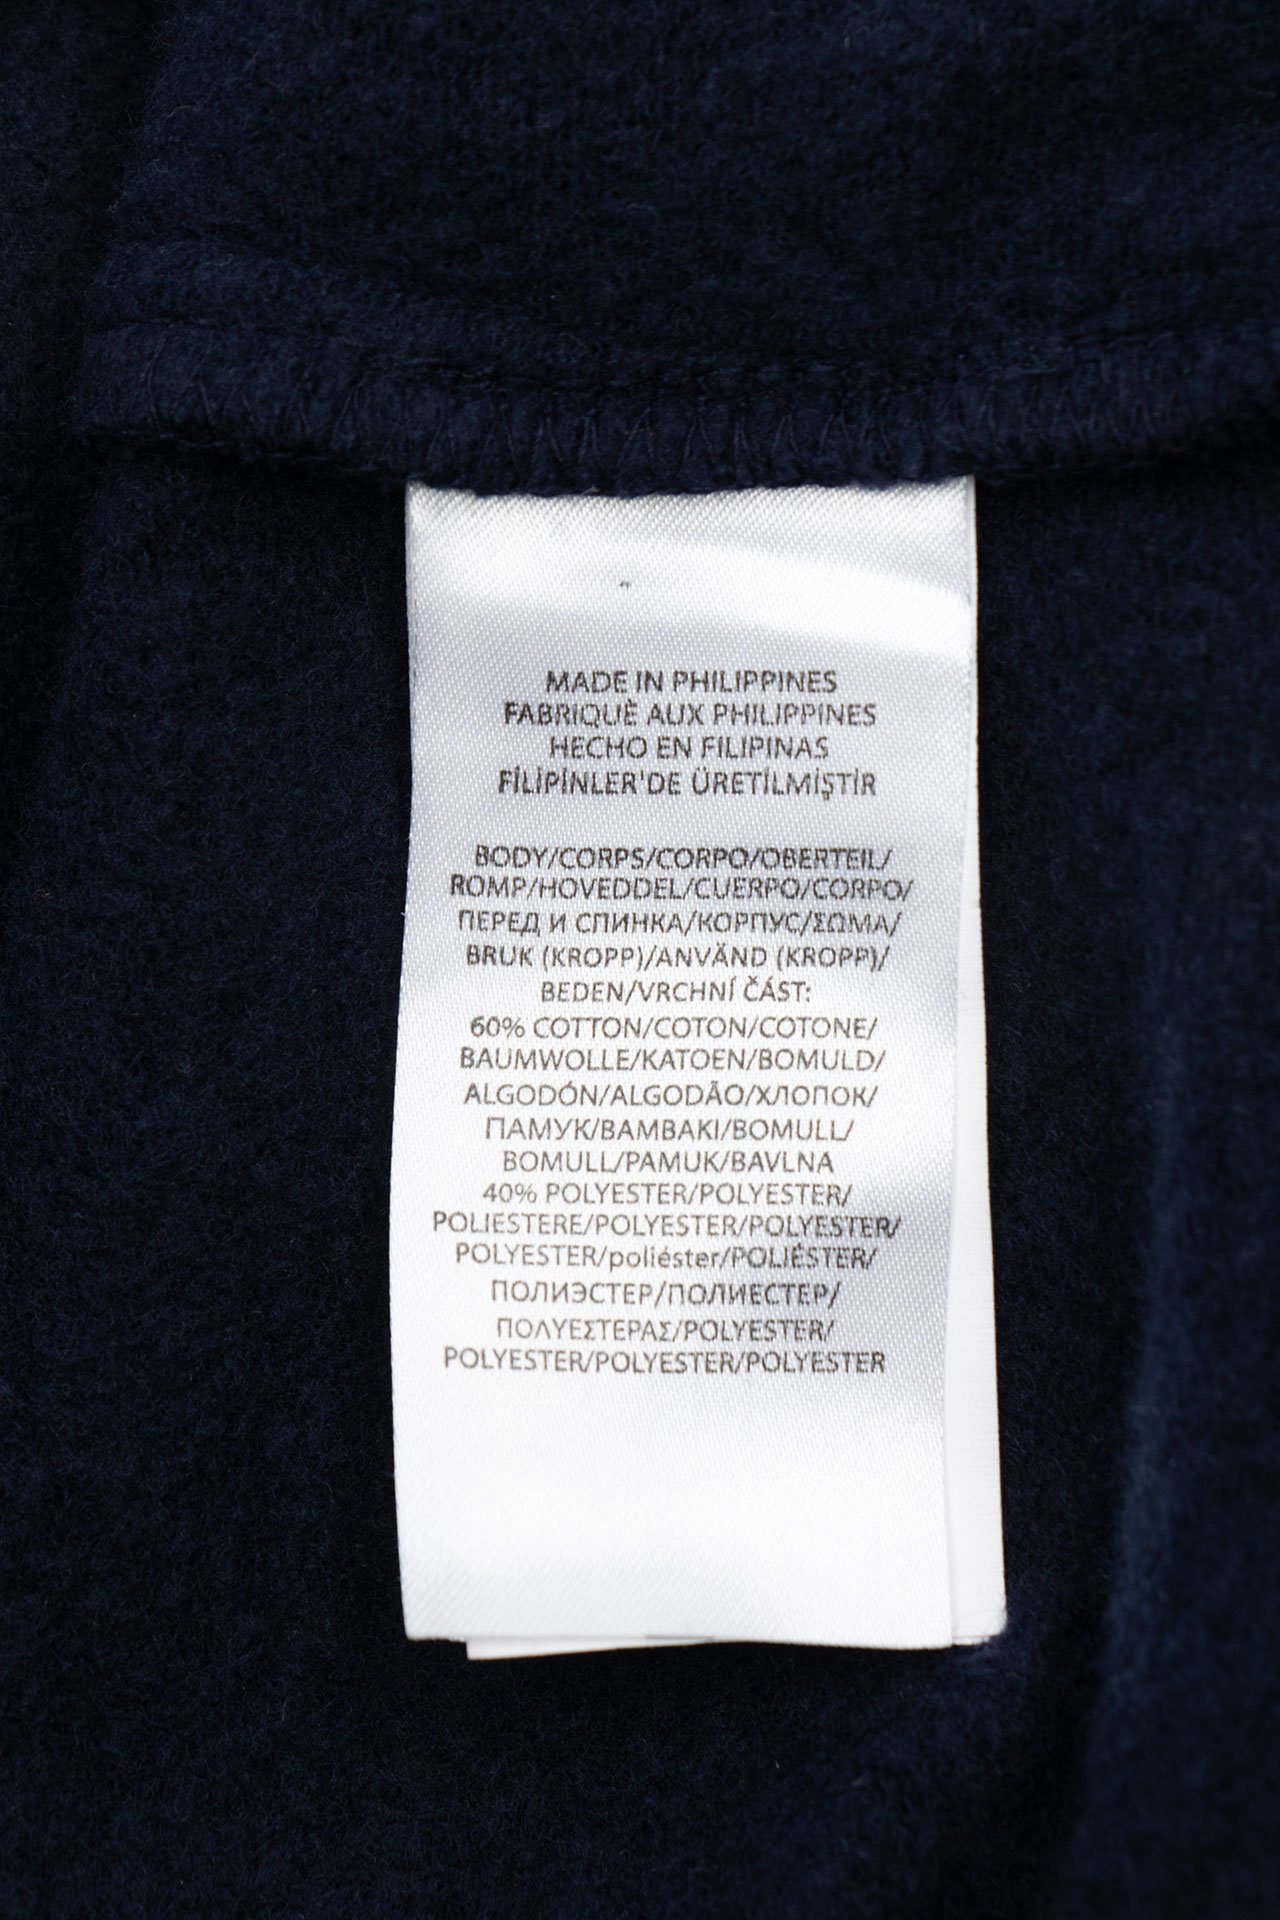 MADE IN PHILIPPINES
FABRIQUÈ AUX PHILIPPINES
HECHO EN FILIPINAS
FİLİPİNLER'DE ÜRETİLMİŞTİR
BODY/CORPS/CORPO/OBERTEIL/
ROMP/HOVEDDEL/CUERPO/CORPO/
ПЕРЕД И СПИНКА/КОРПУС/ΣΩΜΑ/
BRUK (KROPP)/ANVÄND (KROPP)/
BEDEN/VRCHNÍ ČÁST:
60% COTTON/COTON/COTONE/
BAUMWOLLE/KATOEN/BOMULD/
ALGODÓN/ALGODÃO/ХЛОПОК/
ПАМУК/BAMBAKI/BOMULL/
BOMULL/PAMUK/BAVLNA
40% POLYESTER/POLYESTER/
POLIESTERE/POLYESTER/POLYESTER/
POLYESTER/poliéster/POLIÉSTER/
ПОЛИЭСТЕР/ПОЛИЕСТЕР/
ΠΟΛΥΕΣΤΕΡΑΣ/POLYESTER/
POLYESTER/POLYESTER/POLYESTER